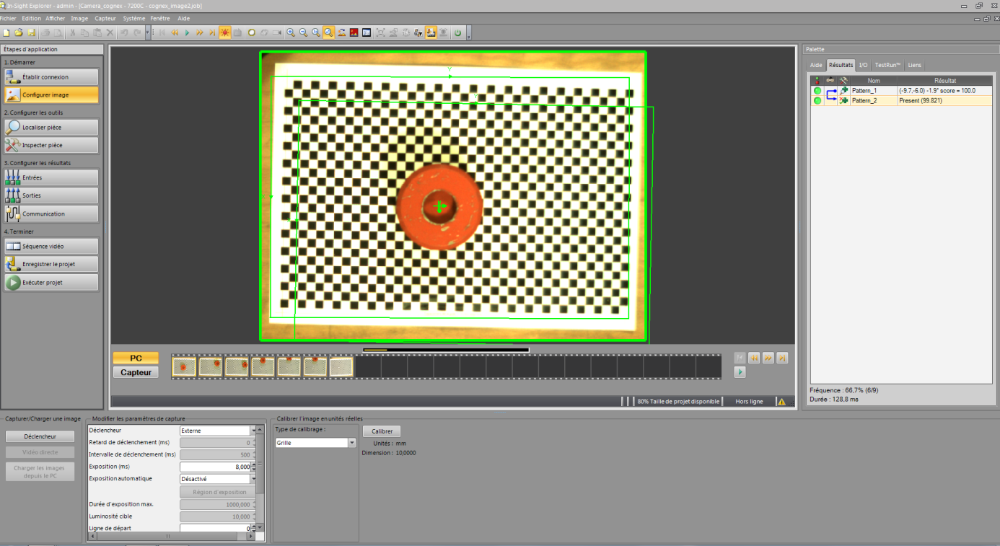 In-Sight Explorer - admin - [Camera_cognex - 7200C - cognex_image2.job]
Fichier Edition Afficher Image Capteur Système Fenêtre Aide
Étapes d'application
1. Démarrer
Établir connexion
Configurer image
2. Configurer les outils
Localiser pièce
Inspecter pièce
3. Configurer les résultats
Entrées
Sorties
Communication
4. Terminer
Séquence vidéo
Enregistrer le projet
Exécuter projet
Y
Y
PC
Capteur
80% Taille de projet disponible
Hors ligne
Palette
Aide Résultats I/O TestRun™ Liens
Nom Résultat
Pattern_1 (-9.7,-6.0) -1.9° score = 100.0
Pattern_2 Present (99.821)
Fréquence : 66,7% (6/9)
Durée : 128,8 ms
Capturer/Charger une image
Déclencheur
Vidéo directe
Charger les images
depuis le PC
Modifier les paramètres de capture
Déclencheur Externe
Retard de déclenchement (ms) 0
Intervalle de déclenchement (ms) 500
Exposition (ms) 8,000
Exposition automatique Désactivé
Région d'exposition
Durée d'exposition max. 1000,000
Luminosité cible 10,000
Ligne de départ 0
Calibrer l'image en unités réelles
Type de calibrage :
Grille
Calibrer
Unités : mm
Dimension : 10,0000